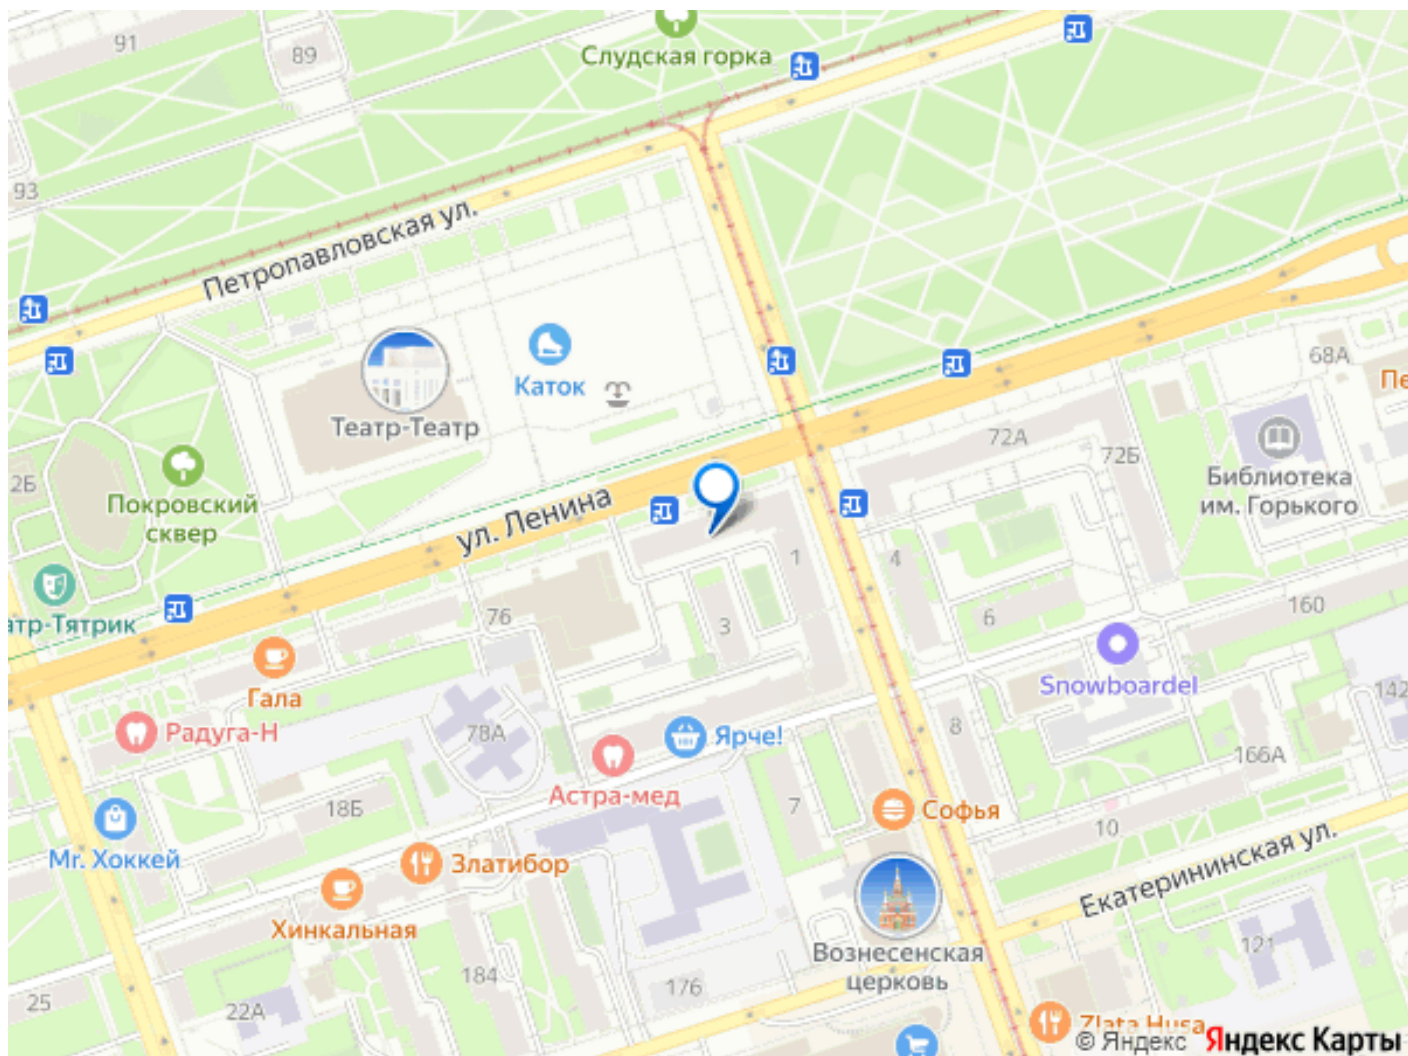 91
89
Слудская горка
93
Петропавловская ул.
Каток
Театр-Театр
68А
Пе
72А
72Б
Библиотека
им. Горького
2Б
Покровский
сквер
ул. Ленина
1
4
атр-Тятрик
76
3
6
160
Гала
Snowboardel
142
Радуга-Н
78А
Ярче!
8
166А
Астра-мед
18Б
7
Софья
10
Mr. Хоккей
Златибор
Екатерининская ул.
Хинкальная
Вознесенская
церковь
121
184
176
25
22А
Zlata Husa
© Яндекс Яндекс Карты